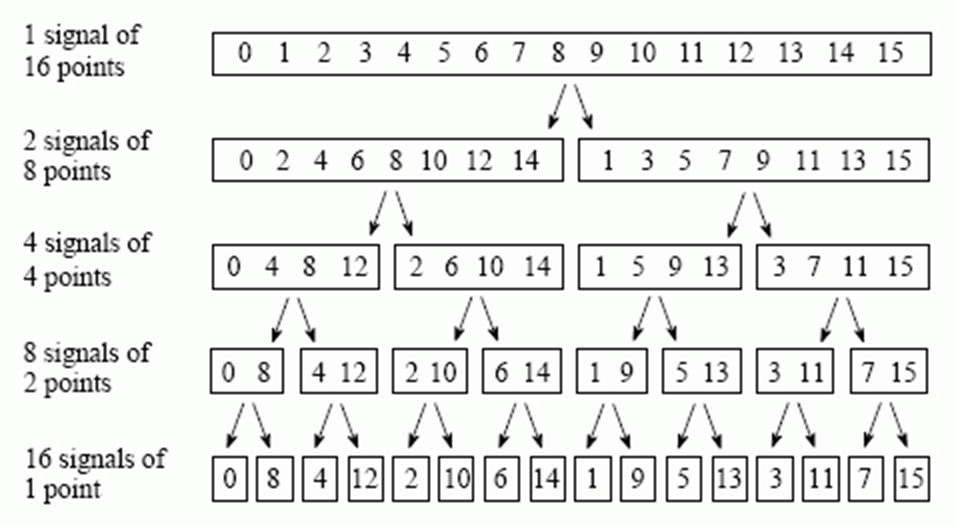 1 signal of
16 points
0 1 2 3 4 5 6 7 8 9 10 11 12 13 14 15
2 signals of
8 points
0 2 4 6 8 10 12 14 1 3 5 7 9 11 13 15
4 signals of
4 points
0 4 8 12 2 6 10 14 1 5 9 13 3 7 11 15
8 signals of
2 points
0 8 4 12 2 10 6 14 1 9 5 13 3 11 7 15
16 signals of
1 point
0 8 4 12 2 10 6 14 1 9 5 13 3 11 7 15